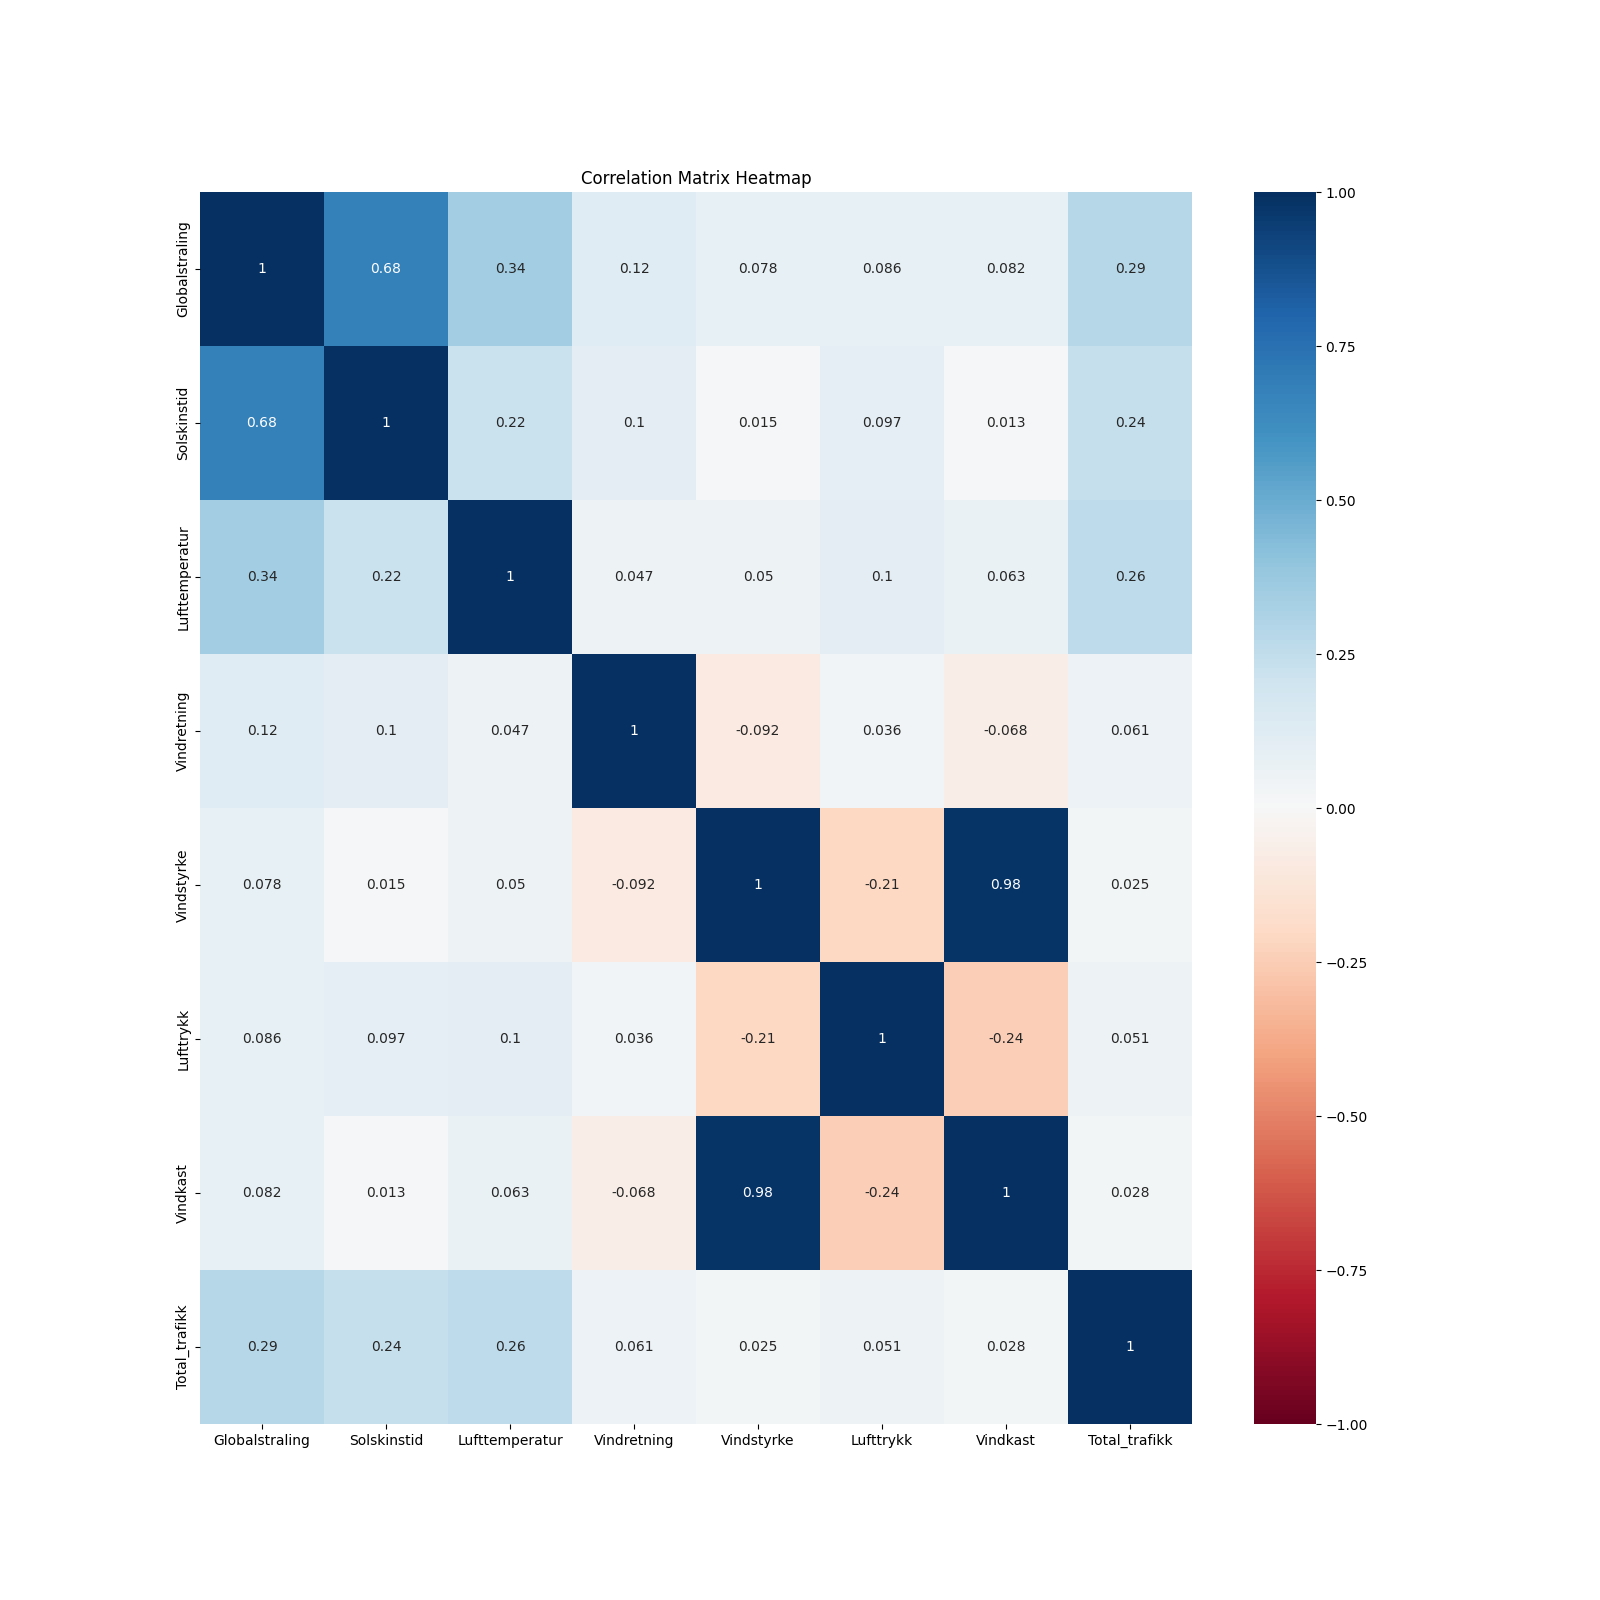 Correlation Matrix Heatmap
Globalstraling
1 0.68 0.34 0.12 0.078 0.086 0.082 0.29
Solskinstid
0.68 1 0.22 0.1 0.015 0.097 0.013 0.24
Lufttemperatur
0.34 0.22 1 0.047 0.05 0.1 0.063 0.26
Vindretning
0.12 0.1 0.047 1 -0.092 0.036 -0.068 0.061
Vindstyrke
0.078 0.015 0.05 -0.092 1 -0.21 0.98 0.025
Lufttrykk
0.086 0.097 0.1 0.036 -0.21 1 -0.24 0.051
Vindkast
0.082 0.013 0.063 -0.068 0.98 -0.24 1 0.028
Total_trafikk
0.29 0.24 0.26 0.061 0.025 0.051 0.028 1
Globalstraling Solskinstid Lufttemperatur Vindretning Vindstyrke Lufttrykk Vindkast Total_trafikk
1.00
0.75
0.50
0.25
0.00
−0.25
−0.50
−0.75
−1.00